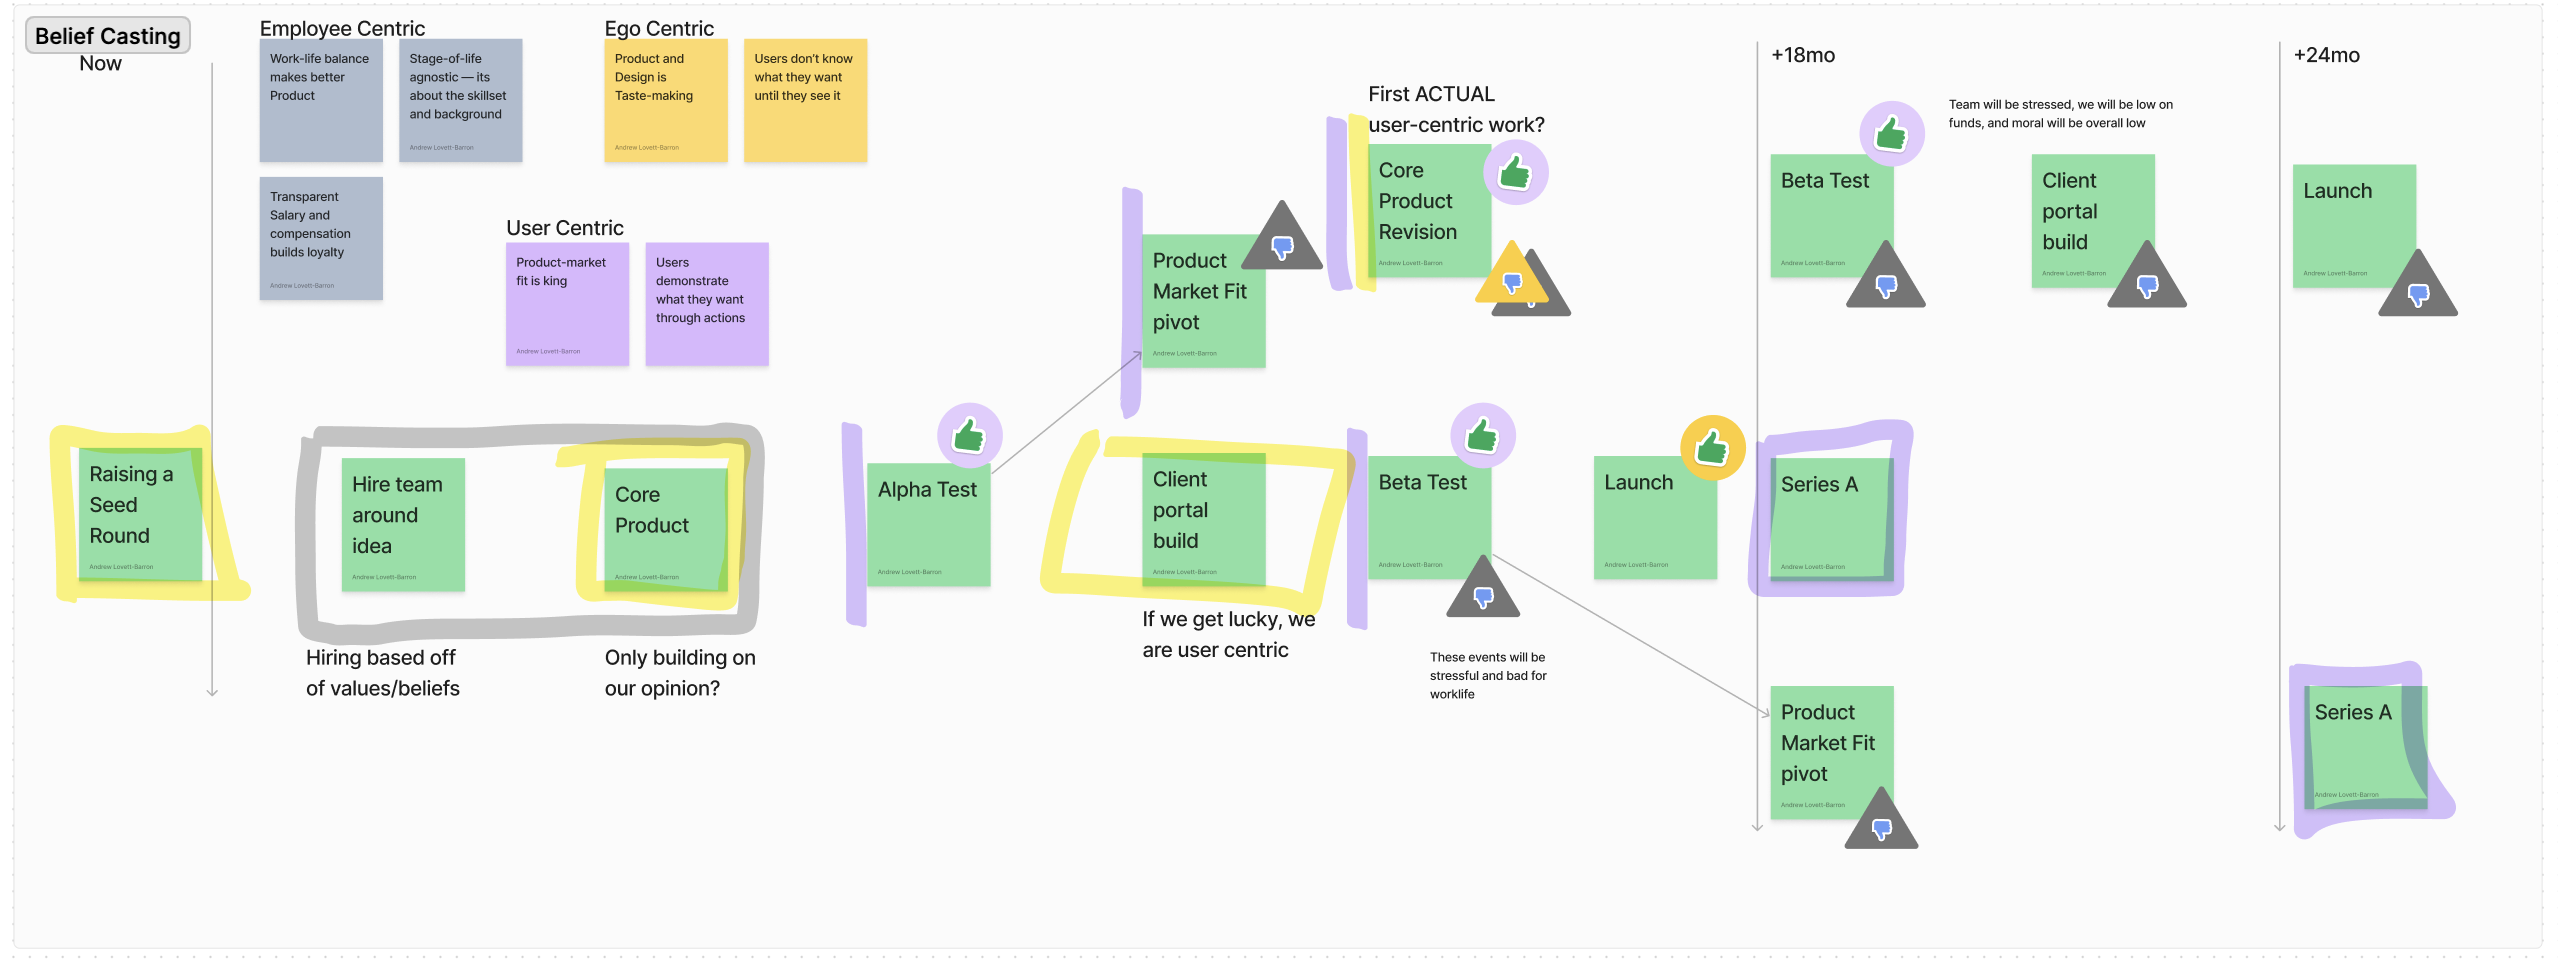 Belief Casting
Now
Employee Centric
Work-life balance
makes better
Product
Stage-of-life
agnostic — its
about the skillset
and background
Andrew Lovett-Barron
Transparent
Salary and
compensation
builds loyalty
Andrew Lovett-Barron
Ego Centric
Product and
Design is
Taste-making
Andrew Lovett-Barron
Users don't know
what they want
until they see it
User Centric
Product-market
fit is king
Andrew Lovett-Barron
Users
demonstrate
what they want
through actions
Raising a
Seed
Round
Andrew Lovett-Barron
Hire team
around
idea
Andrew Lovett-Barron
Hiring based off
of values/beliefs
Core
Product
Andrew Lovett-Barron
Only building on
our opinion?
Alpha Test
Andrew Lovett-Barron
Product
Market Fit
pivot
Andrew Lovett-Barron
Client
portal
build
Andrew Lovett-Barron
If we get lucky, we
are user centric
First ACTUAL
user-centric work?
Core
Product
Revision
Andrew Lovett-Barron
Beta Test
Andrew Lovett-Barron
These events will be
stressful and bad for
worklife
Launch
Andrew Lovett-Barron
+18mo
Beta Test
Andrew Lovett-Barron
Team will be stressed, we will be low on
funds, and moral will be overall low
Client
portal
build
Andrew Lovett-Barron
Series A
Andrew Lovett-Barron
Product
Market Fit
pivot
Andrew Lovett-Barron
+24mo
Launch
Andrew Lovett-Barron
Series A
Andrew Lovett-Barron